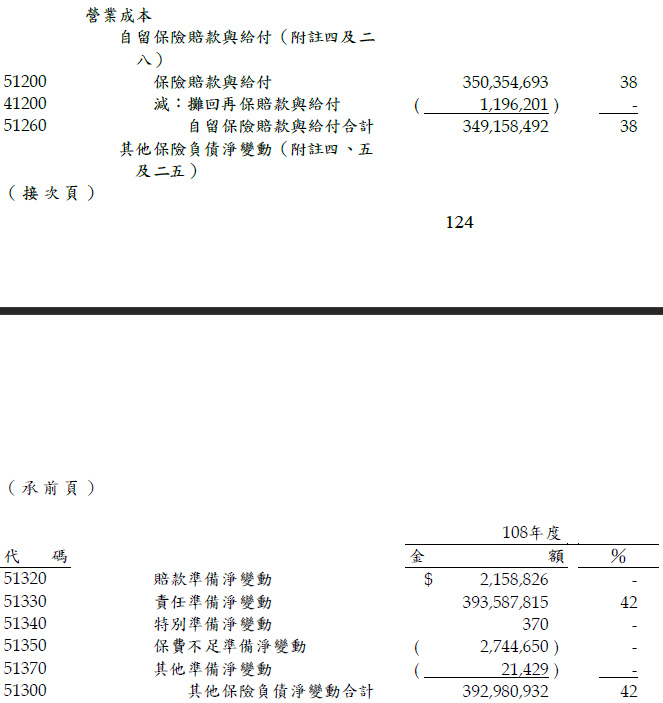 營業成本
自留保險賠款與給付（附註四及二
八）
51200 保險賠款與給付 350,354,693 38
41200 減：攤回再保賠款與給付 ( 1,196,201 ) -
51260 自留保險賠款與給付合計 349,158,492 38
其他保險負債淨變動（附註四、五
及二五）
（接次頁）
124
（承前頁）
108年度
代 碼 金 額 ％
51320 賠款準備淨變動 $ 2,158,826 -
51330 責任準備淨變動 393,587,815 42
51340 特別準備淨變動 370 -
51350 保費不足準備淨變動 ( 2,744,650 ) -
51370 其他準備淨變動 ( 21,429 ) -
51300 其他保險負債淨變動合計 392,980,932 42